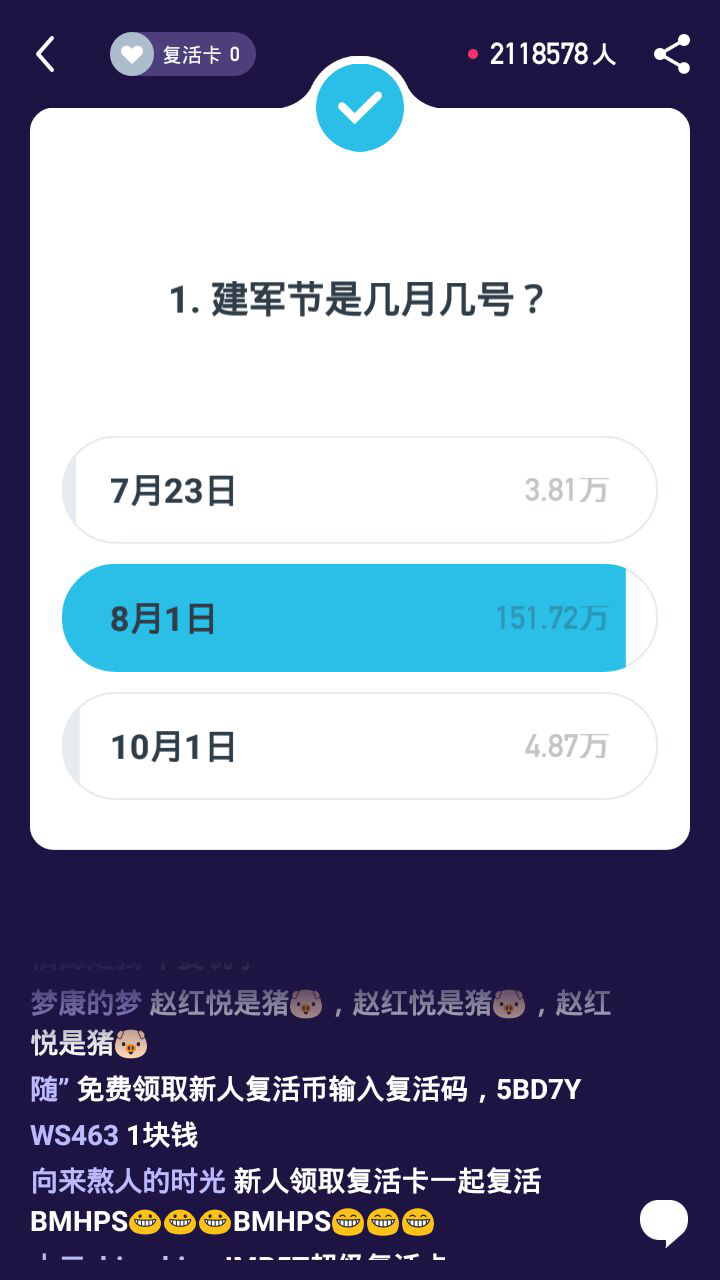 复活卡 0
2118578人
1. 建军节是几月几号？
7月23日
3.81万
8月1日
151.72万
10月1日
4.87万
梦康的梦 赵红悦是猪🐷，赵红悦是猪🐷，赵红
悦是猪🐷
随” 免费领取新人复活币输入复活码，5BD7Y
WS463 1块钱
向来熬人的时光 新人领取复活卡一起复活
BMHPS😀😀😀BMHPS😁😁😁